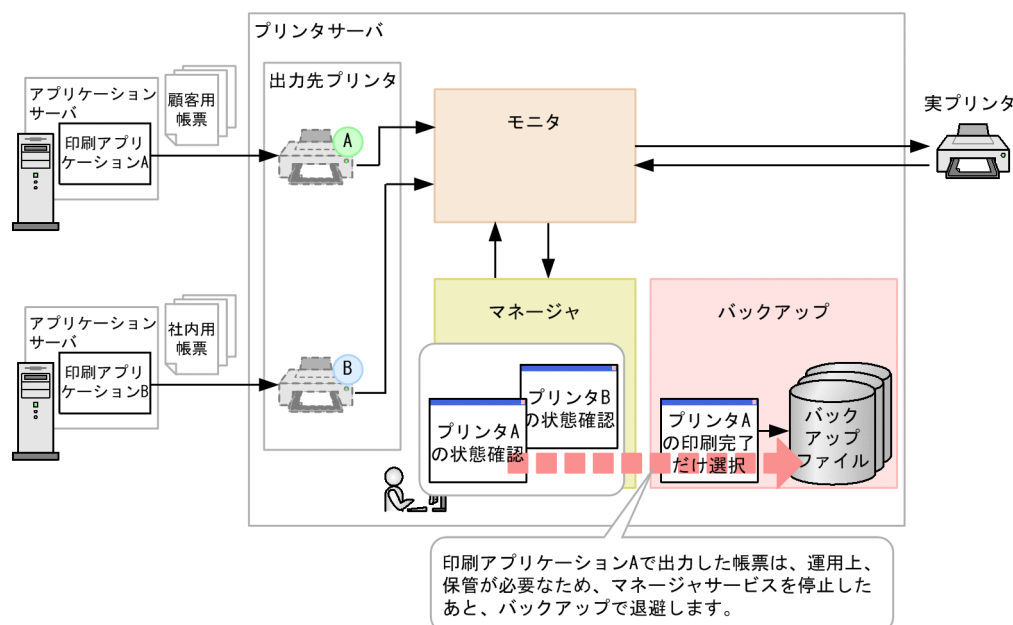 プリンタサーバ
出力先プリンタ
アプリケーション
サーバ
印刷アプリ
ケーションA
顧客用
帳票
A
モニタ
実プリンタ
アプリケーション
サーバ
印刷アプリ
ケーションB
社内用
帳票
B
マネージャ
プリンタB
の状態確認
プリンタA
の状態確認
バックアップ
プリンタA
の印刷完了
だけ選択
バック
アップ
ファイル
印刷アプリケーションAで出力した帳票は、運用上、
保管が必要なため、マネージャサービスを停止した
あと、バックアップで退避します。